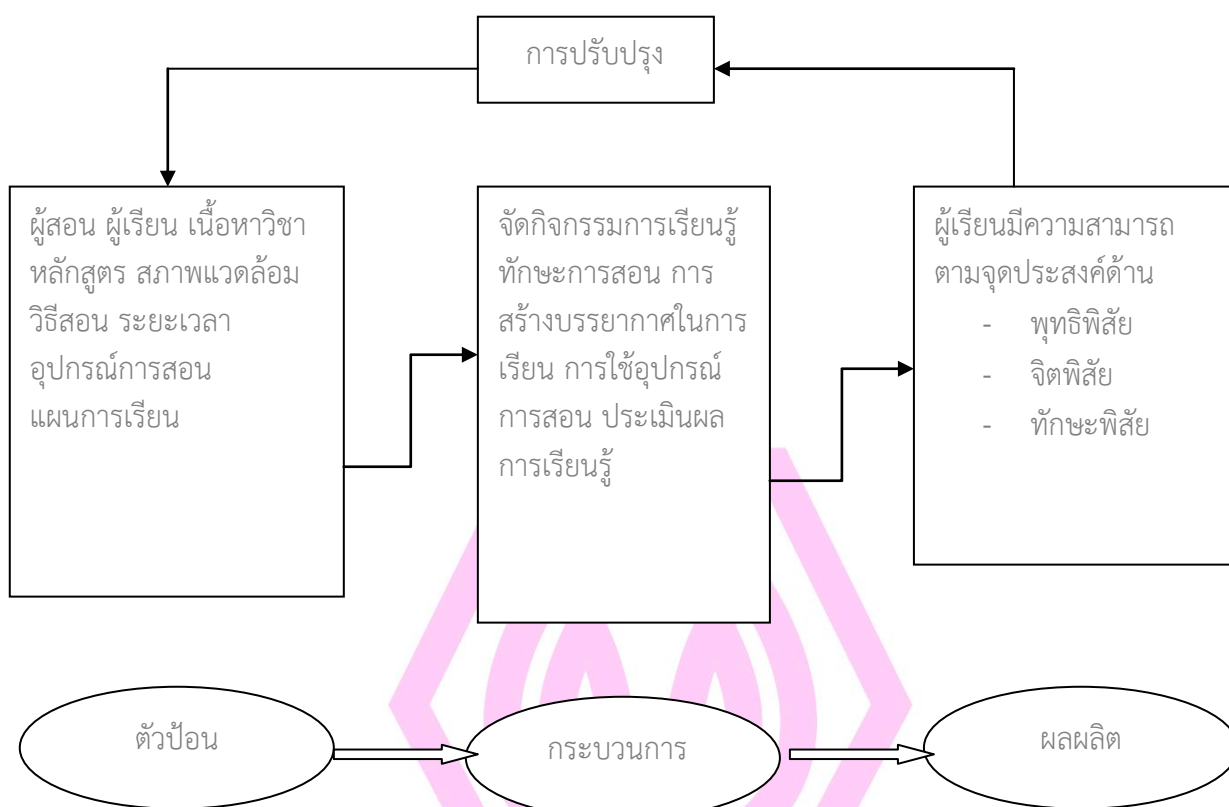 การปรับปรุง
ผู้สอน ผู้เรียน เนื้อหาวิชา
หลักสูตร สภาพแวดล้อม
วิธีสอน ระยะเวลา
อุปกรณ์การสอน
แผนการเรียน
จัดกิจกรรมการเรียนรู้
ทักษะการสอน การ
สร้างบรรยากาศในการ
เรียน การใช้อุปกรณ์
การสอน ประเมินผล
การเรียนรู้
ผู้เรียนมีความสามารถ
ตามจุดประสงค์ด้าน
- พุทธิพิสัย
- จิตพิสัย
- ทักษะพิสัย
ตัวป้อน
กระบวนการ
ผลผลิต